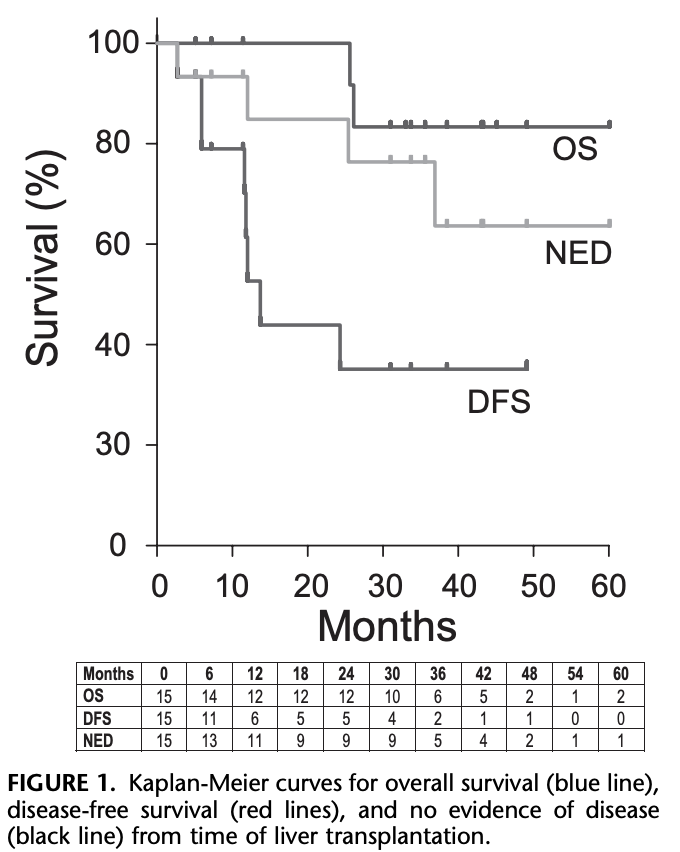 100
80
60
40
30
0
Survival (%)
OS
NED
DFS
0 10 20 30 40 50 60
Months
Months 0 6 12 18 24 30 36 42 48 54 60
OS 15 14 12 12 12 10 6 5 2 1 2
DFS 15 11 6 5 5 4 2 1 1 0 0
NED 15 13 11 9 9 9 5 4 2 1 1
FIGURE 1. Kaplan-Meier curves for overall survival (blue line),
disease-free survival (red lines), and no evidence of disease
(black line) from time of liver transplantation.